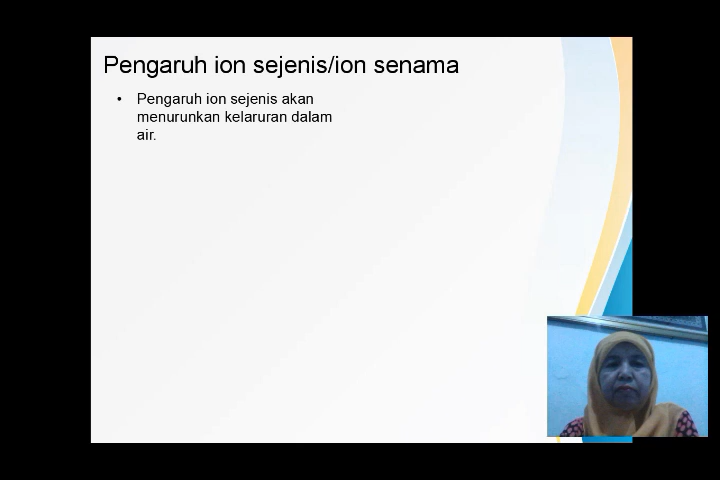 Pengaruh ion sejenis/ion senama
• Pengaruh ion sejenis akan
menurunkan kelaruran dalam
air.